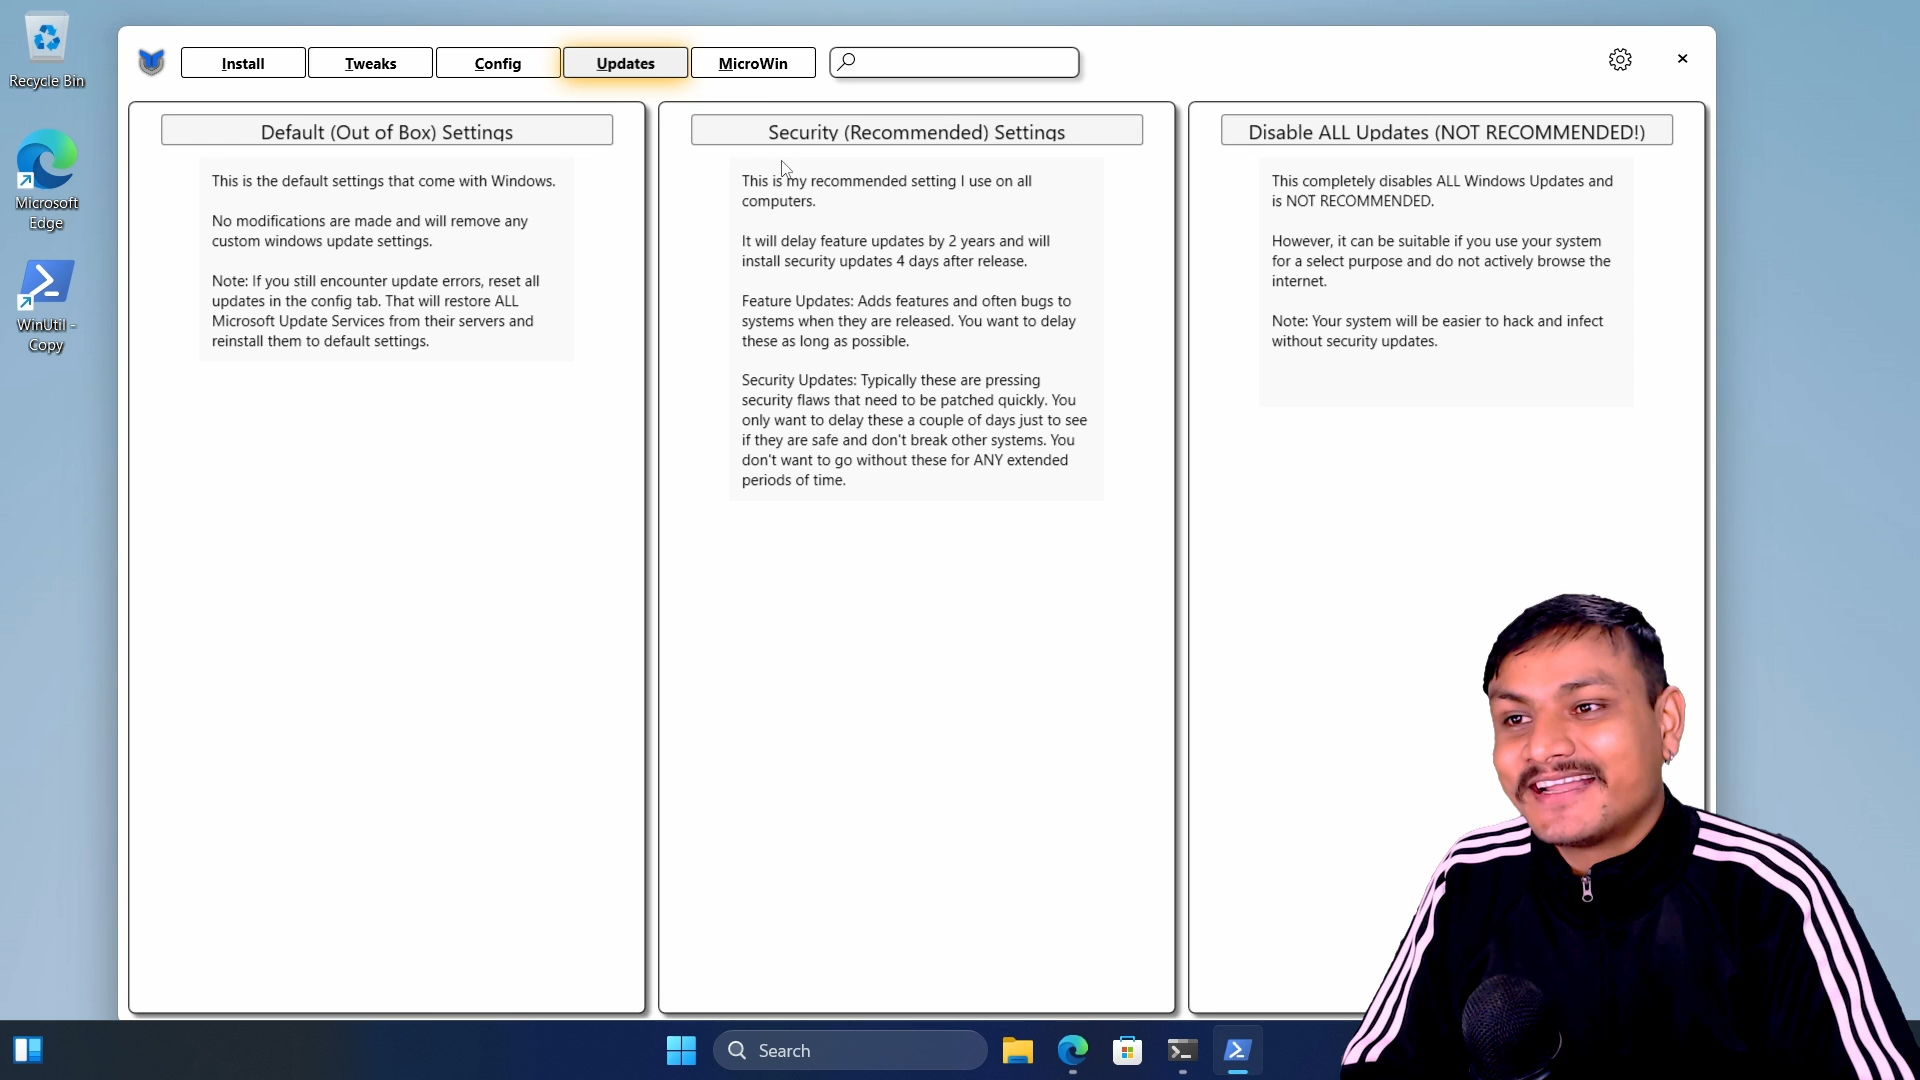 Recycle Bin
Microsoft
Edge
WinUtil -
Copy
Install
Tweaks
Config
Updates
MicroWin
Default (Out of Box) Settings
This is the default settings that come with Windows.
No modifications are made and will remove any
custom windows update settings.
Note: If you still encounter update errors, reset all
updates in the config tab. That will restore ALL
Microsoft Update Services from their servers and
reinstall them to default settings.
Security (Recommended) Settings
This is my recommended setting I use on all
computers.
It will delay feature updates by 2 years and will
install security updates 4 days after release.
Feature Updates: Adds features and often bugs to
systems when they are released. You want to delay
these as long as possible.
Security Updates: Typically these are pressing
security flaws that need to be patched quickly. You
only want to delay these a couple of days just to see
if they are safe and don't break other systems. You
don't want to go without these for ANY extended
periods of time.
Disable ALL Updates (NOT RECOMMENDED!)
This completely disables ALL Windows Updates and
is NOT RECOMMENDED.
However, it can be suitable if you use your system
for a select purpose and do not actively browse the
internet.
Note: Your system will be easier to hack and infect
without security updates.
Search